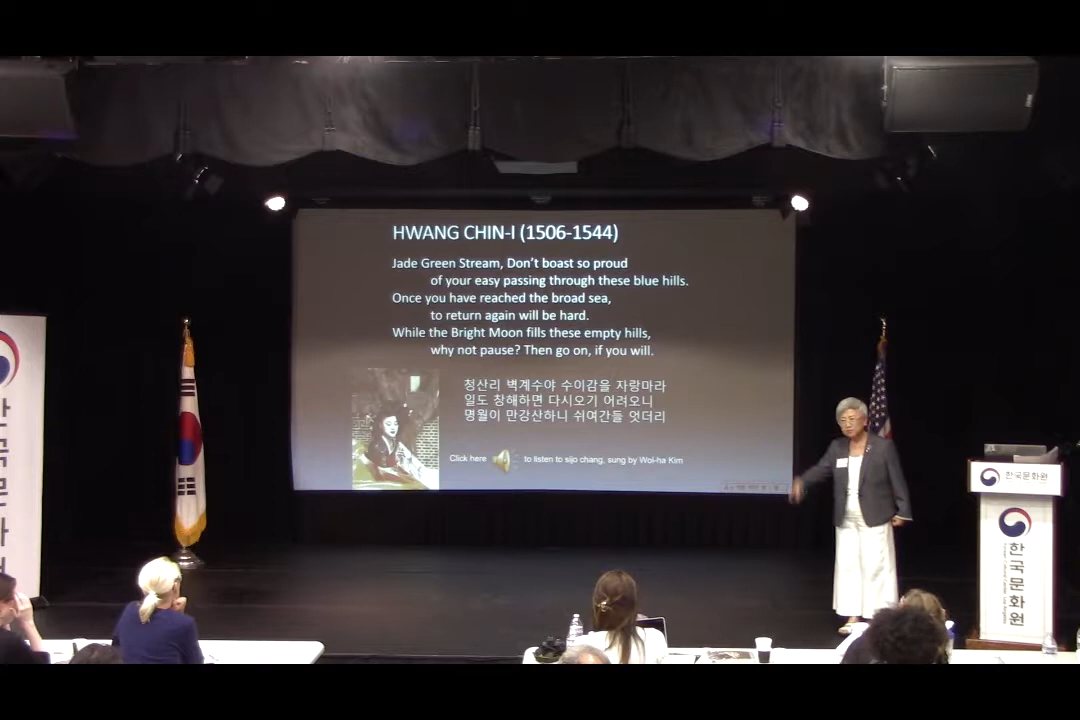 HWANG CHIN-I (1506-1544)
Jade Green Stream, Don't boast so proud
of your easy passing through these blue hills.
Once you have reached the broad sea,
to return again will be hard.
While the Bright Moon fills these empty hills,
why not pause? Then go on, if you will.
청산리 벽계수야 수이감을 자랑마라
일도 창해하면 다시오기 어려오니
명월이 만강산하니 쉬여간들 엇더리
Click here to listen to sijo chang, sung by Wol-ha Kim
한국문화원
한국문화원